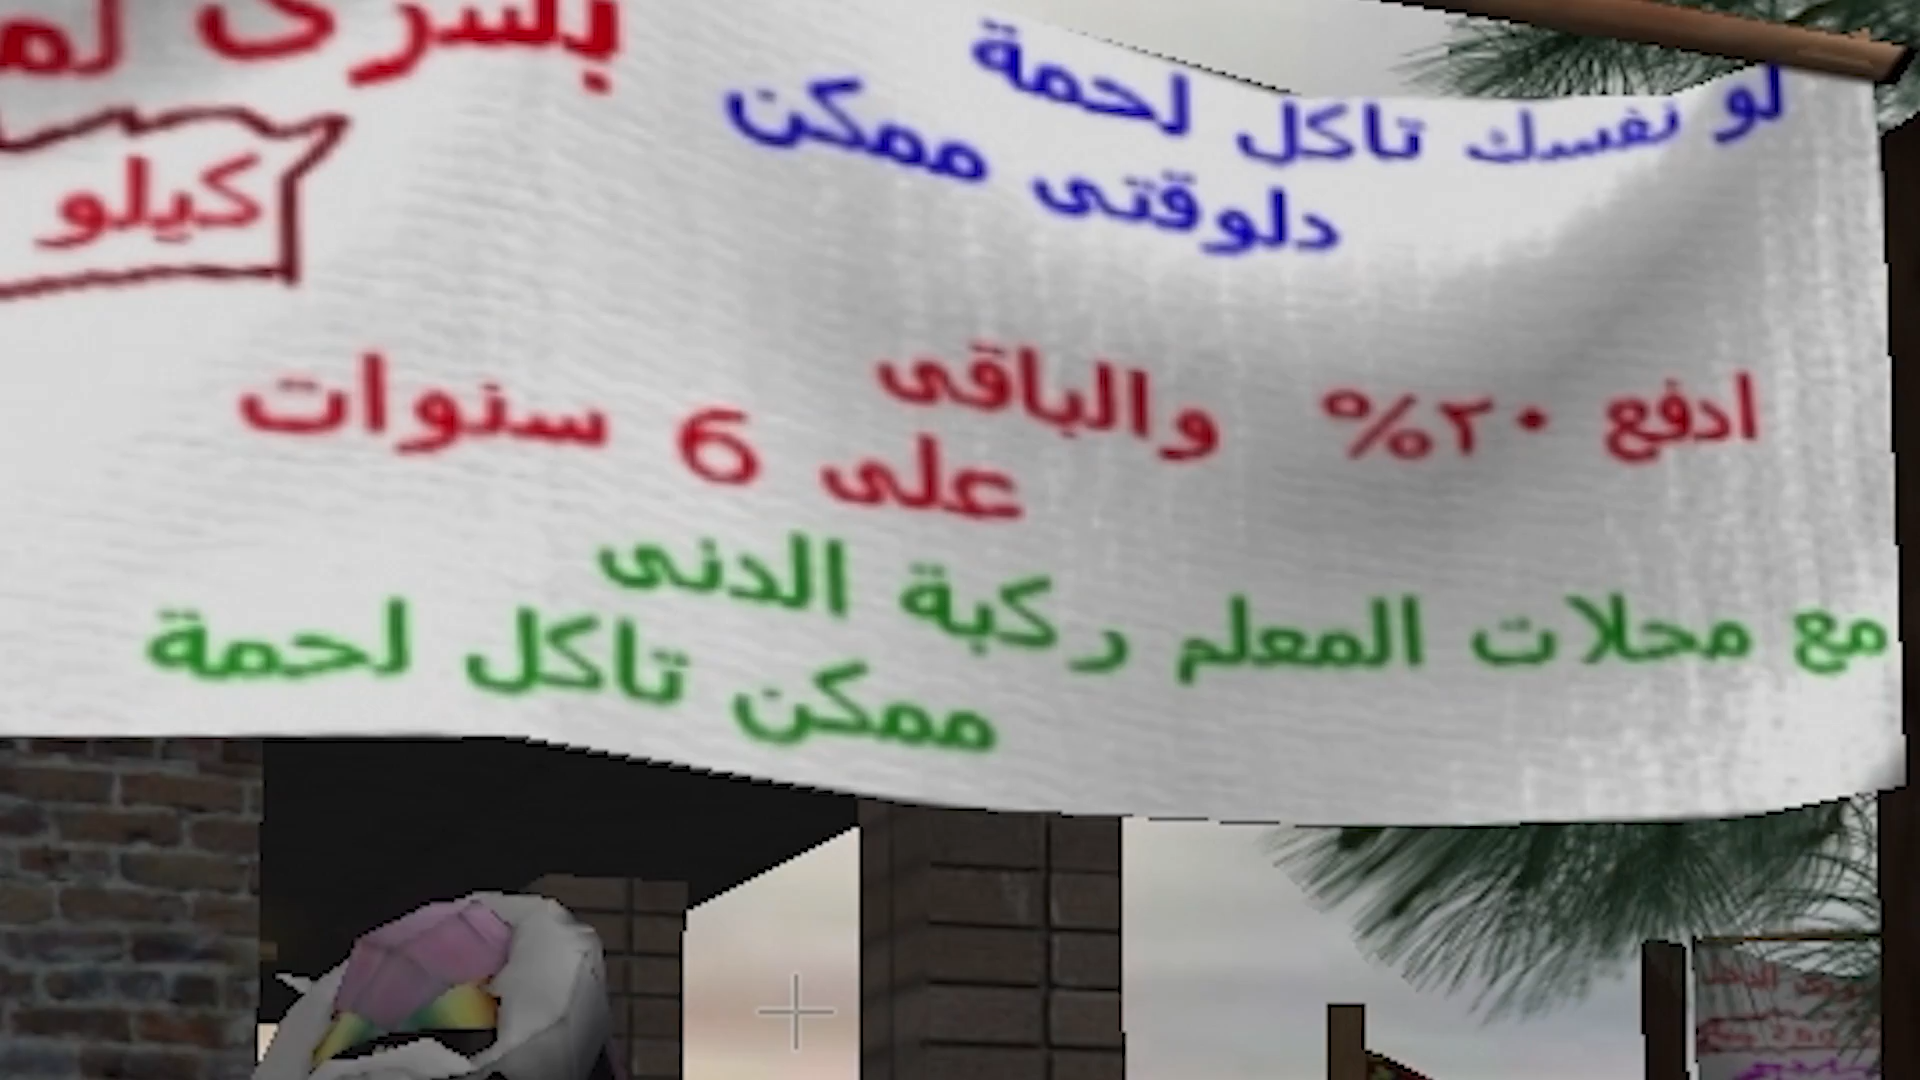 بشرى
كيلو
لو نفسك تاكل لحمة
دلوقتى ممكن
ادفع ٢٠% والباقى
على 6 سنوات
مع محلات المعلم ركبة الدنى
ممكن تاكل لحمة